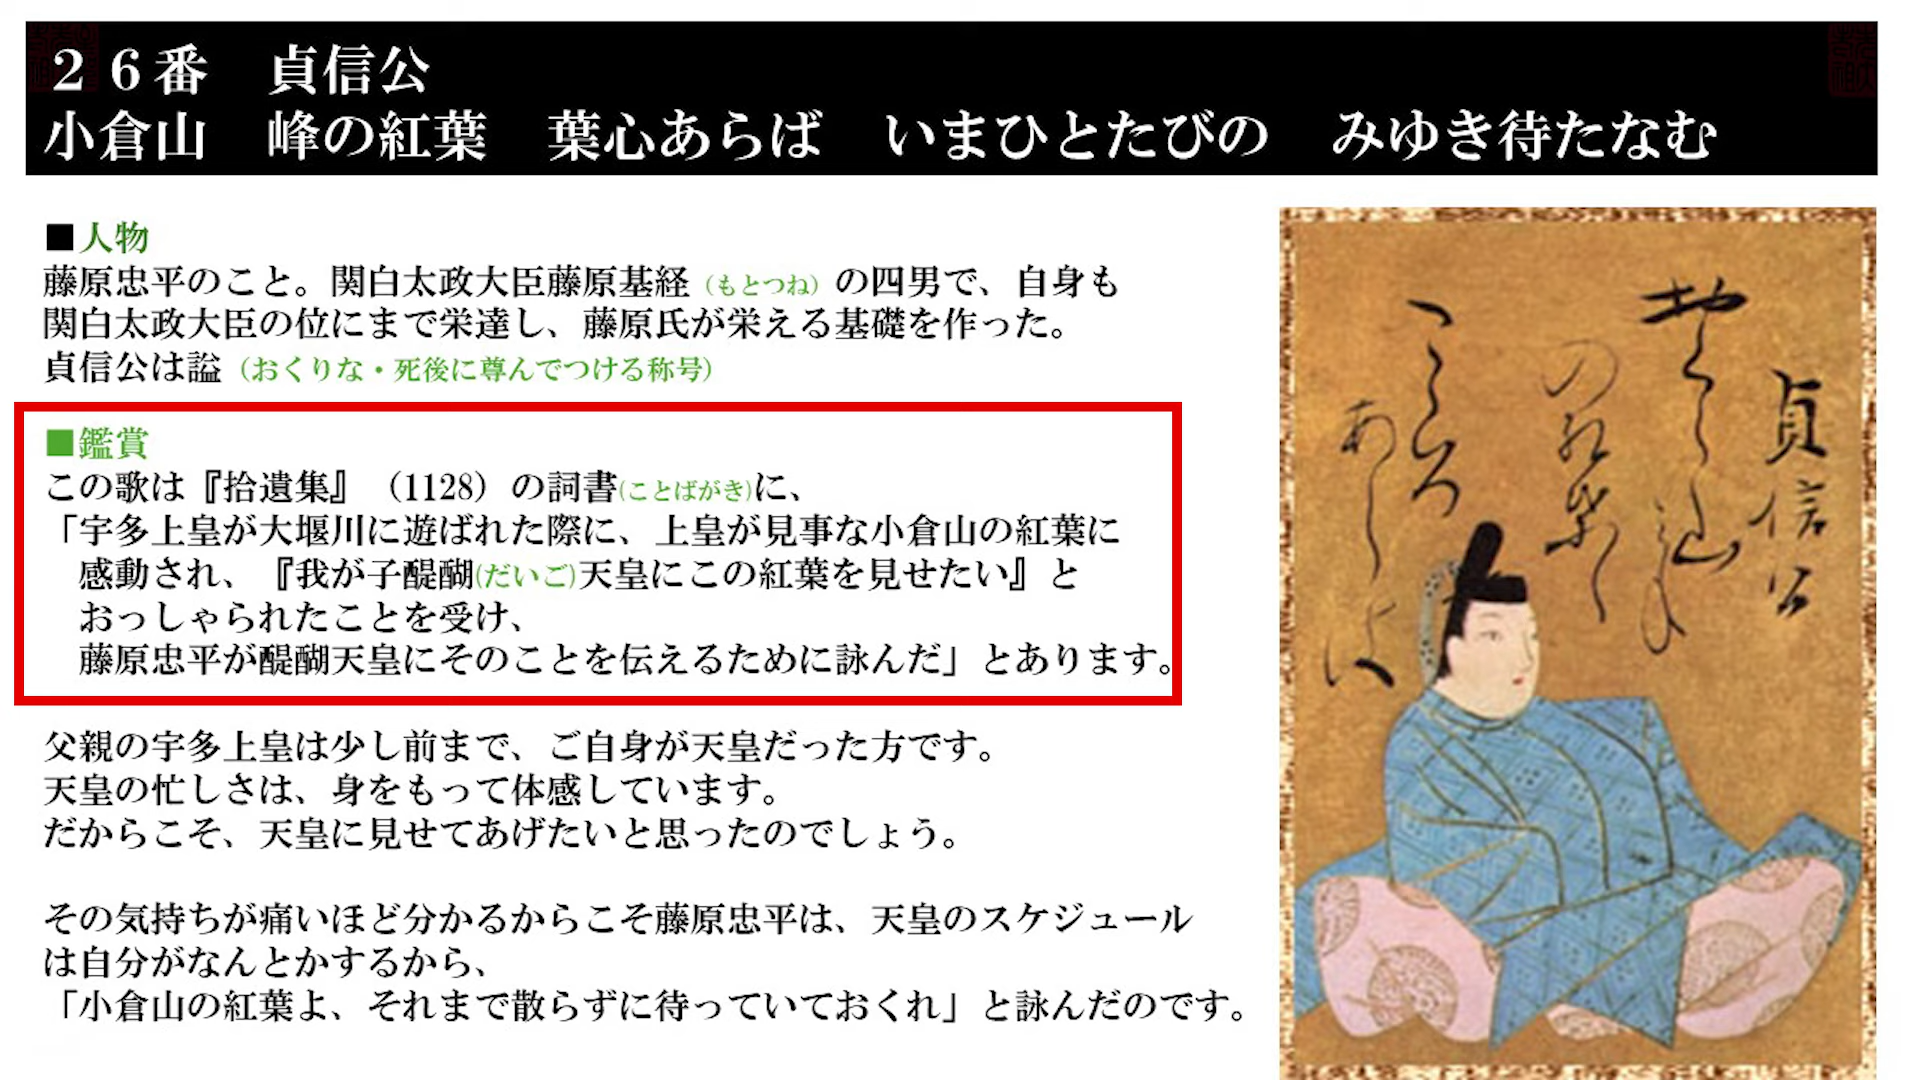 ２６番　貞信公
小倉山　峰の紅葉　葉心あらば　いまひとたびの　みゆき待たなむ
■人物
藤原忠平のこと。関白太政大臣藤原基経（もとつね）の四男で、自身も
関白太政大臣の位にまで栄達し、藤原氏が栄える基礎を作った。
貞信公は諡（おくりな・死後に尊んでつける称号）
■鑑賞
この歌は『拾遺集』（1128）の詞書(ことばがき)に、
「宇多上皇が大堰川に遊ばれた際に、上皇が見事な小倉山の紅葉に
感動され、『我が子醍醐(だいご)天皇にこの紅葉を見せたい』と
おっしゃられたことを受け、
藤原忠平が醍醐天皇にそのことを伝えるために詠んだ」とあります。
父親の宇多上皇は少し前まで、ご自身が天皇だった方です。
天皇の忙しさは、身をもって体感しています。
だからこそ、天皇に見せてあげたいと思ったのでしょう。
その気持ちが痛いほど分かるからこそ藤原忠平は、天皇のスケジュール
は自分がなんとかするから、
「小倉山の紅葉よ、それまで散らずに待っていておくれ」と詠んだのです。
貞信公